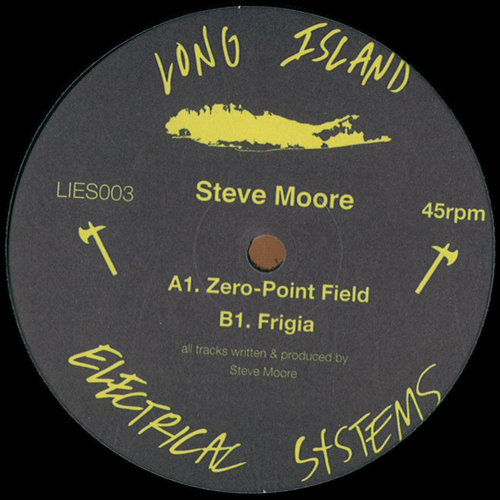 LONG ISLAND
LIES003
Steve Moore
45rpm
A1. Zero-Point Field
B1. Frigia
all tracks written & produced by
Steve Moore
ELECTRICAL SYSTEMS